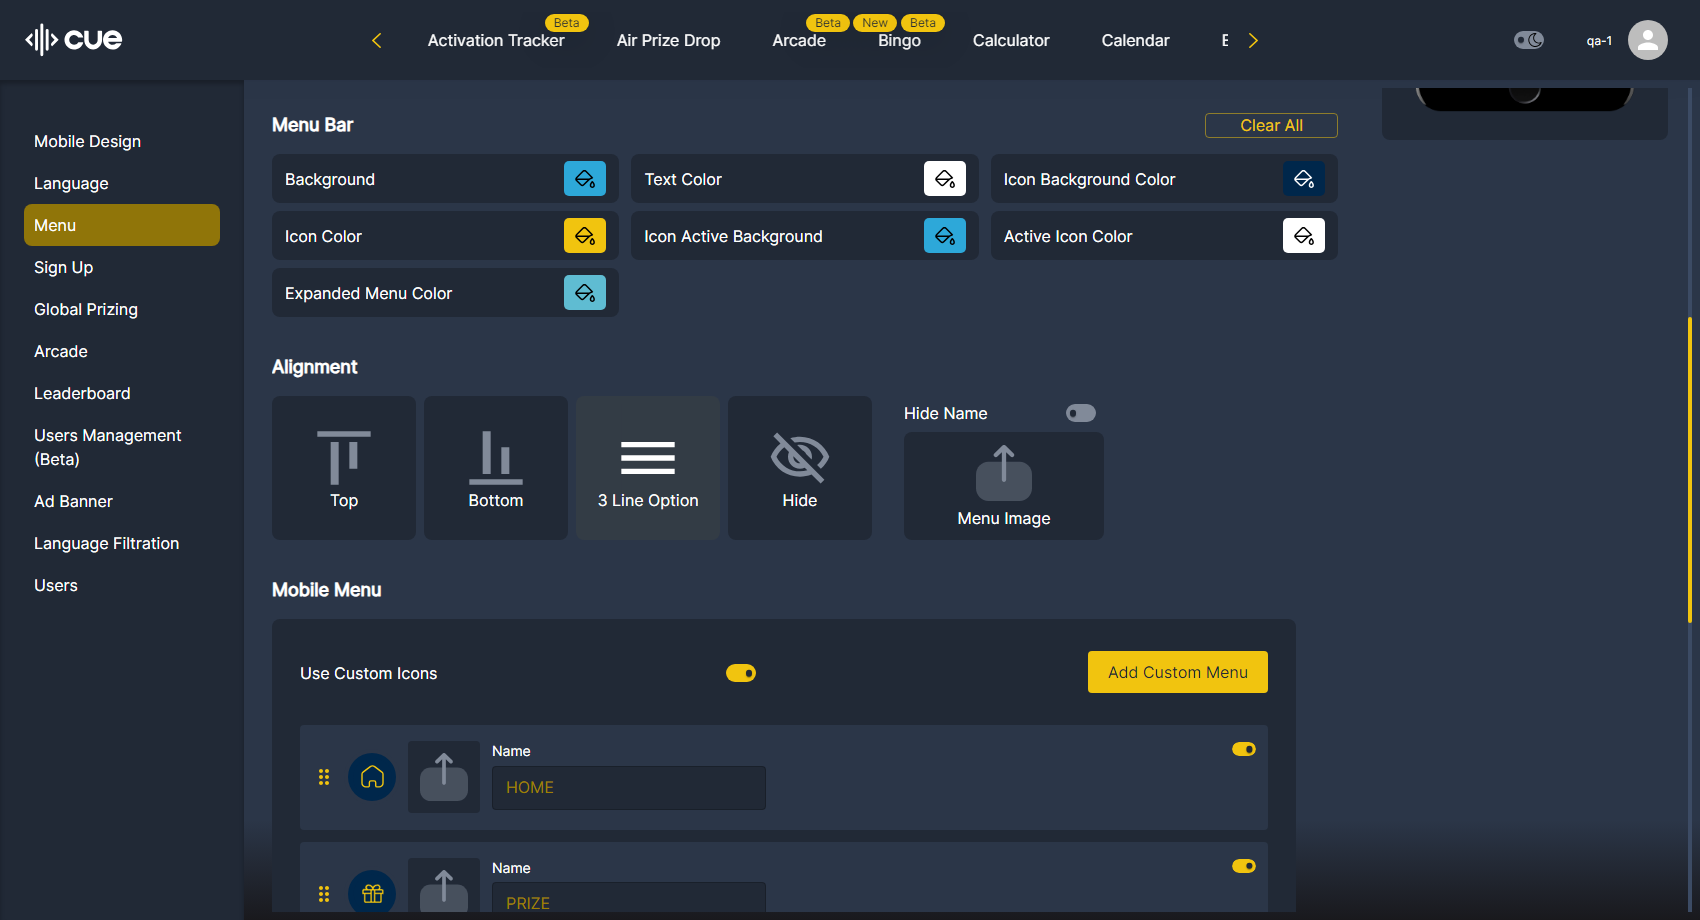 cue
Beta
Beta
New
Beta
Activation Tracker
Air Prize Drop
Arcade
Bingo
Calculator
Calendar
qa-1
Mobile Design
Language
Menu
Sign Up
Global Prizing
Arcade
Leaderboard
Users Management
(Beta)
Ad Banner
Language Filtration
Users
Menu Bar
Clear All
Background
Text Color
Icon Background Color
Icon Color
Icon Active Background
Active Icon Color
Expanded Menu Color
Alignment
Top
Bottom
3 Line Option
Hide
Hide Name
Menu Image
Mobile Menu
Use Custom Icons
Add Custom Menu
Name
HOME
Name
PRIZE